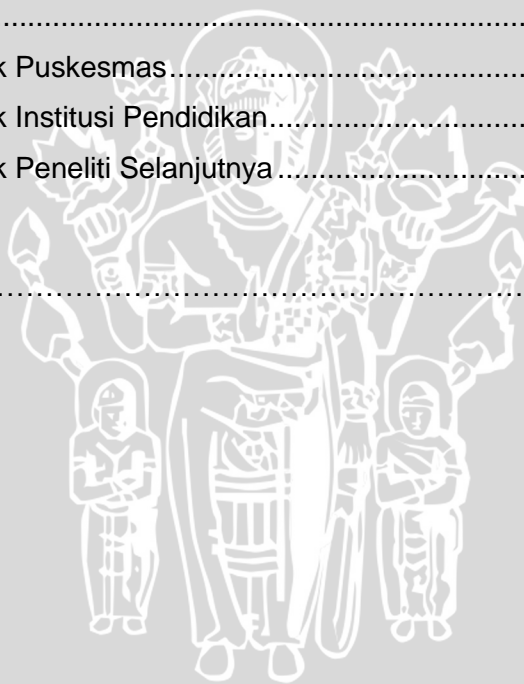 ................................................................
k Puskesmas................................................
k Institusi Pendidikan....................................
k Peneliti Selanjutnya...................................
................................................................